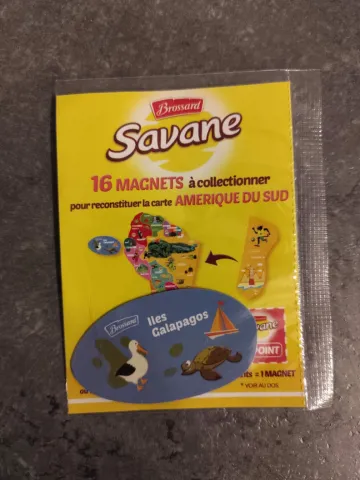 Brossard
Savane
16 MAGNETS à collectionner
pour reconstituer la carte AMERIQUE DU SUD
Brossard
Iles
Galapagos
POINT
= 1 MAGNET
* VOIR AU DOS